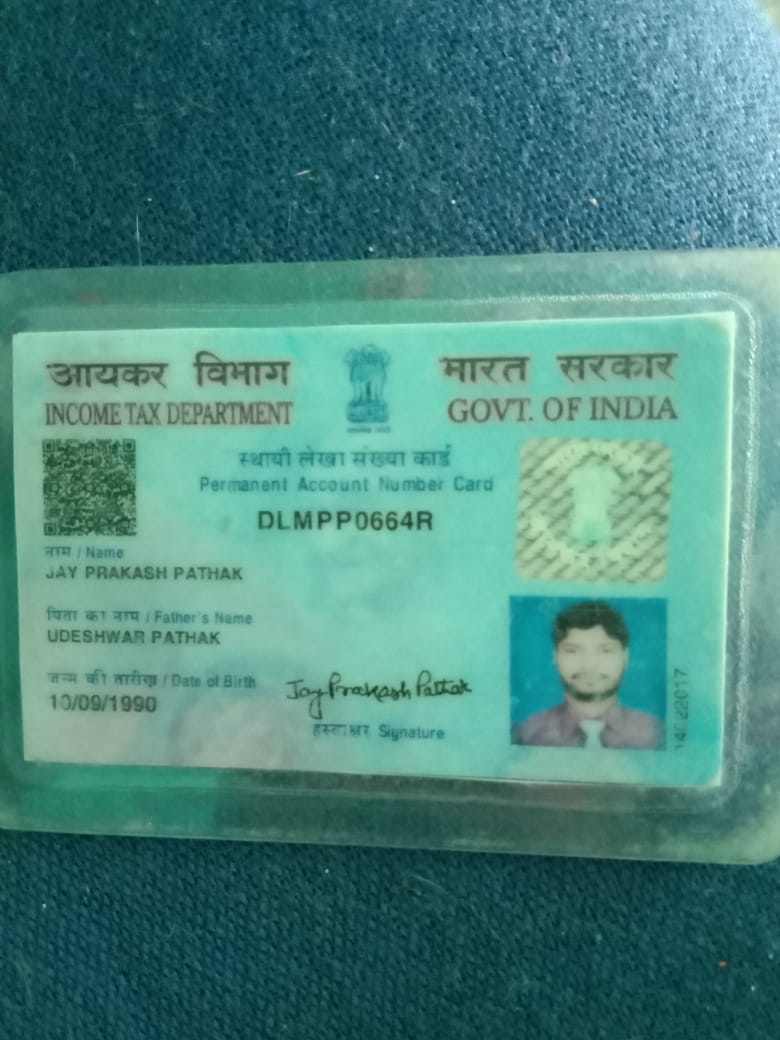 आयकर विभाग
INCOME TAX DEPARTMENT
भारत सरकार
GOVT. OF INDIA
स्थायी लेखा संख्या कार्ड
Permanent Account Number Card
DLMPP0664R
नाम / Name
JAY PRAKASH PATHAK
पिता का नाम / Father's Name
UDESHWAR PATHAK
जन्म की तारीख / Date of Birth
10/09/1990
Jay Prakash Pathak
हस्ताक्षर Signature